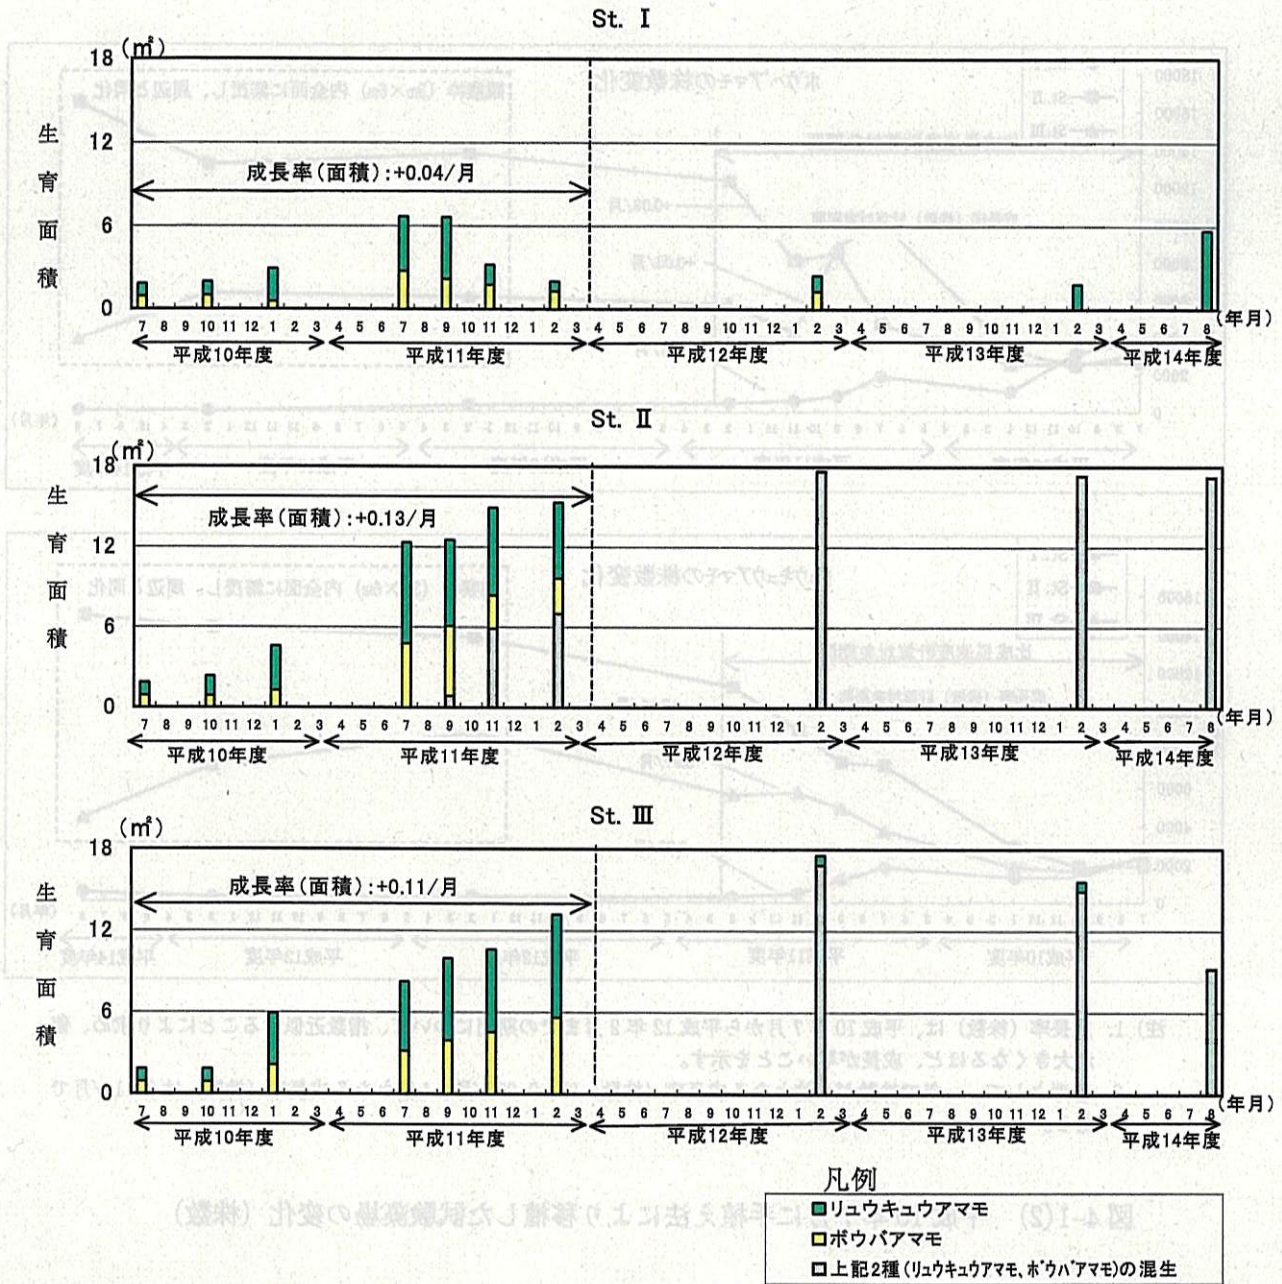 St. Ⅰ
(㎡)
18
12
6
0
生育面積
成長率(面積):+0.04/月
7 8 9 10 11 12 1 2 3 4 5 6 7 8 9 10 11 12 1 2 3 4 5 6 7 8 9 10 11 12 1 2 3 4 5 6 7 8 9 10 11 12 1 2 3 4 5 6 7 8
(年月)
平成10年度 平成11年度 平成12年度 平成13年度 平成14年度
St. Ⅱ
(㎡)
18
12
6
0
生育面積
成長率(面積):+0.13/月
7 8 9 10 11 12 1 2 3 4 5 6 7 8 9 10 11 12 1 2 3 4 5 6 7 8 9 10 11 12 1 2 3 4 5 6 7 8 9 10 11 12 1 2 3 4 5 6 7 8
(年月)
平成10年度 平成11年度 平成12年度 平成13年度 平成14年度
St. Ⅲ
(㎡)
18
12
6
0
生育面積
成長率(面積):+0.11/月
7 8 9 10 11 12 1 2 3 4 5 6 7 8 9 10 11 12 1 2 3 4 5 6 7 8 9 10 11 12 1 2 3 4 5 6 7 8 9 10 11 12 1 2 3 4 5 6 7 8
(年月)
平成10年度 平成11年度 平成12年度 平成13年度 平成14年度
凡例
リュウキュウアマモ
ボウバアマモ
上記2種(リュウキュウアマモ、ボウバアマモ)の混生